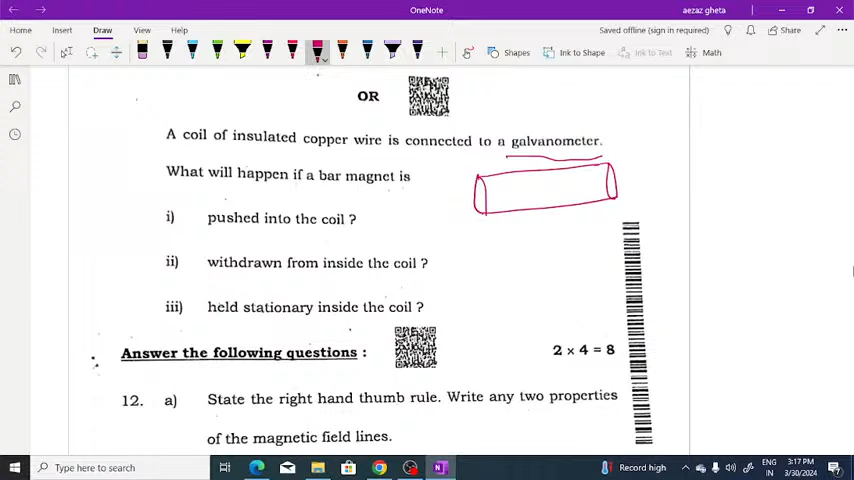 OneNote
aezaz gheta
Home Insert Draw View Help
Saved offline (sign in required)
Share
Shapes Ink to Shape Ink to Text Math
OR
A coil of insulated copper wire is connected to a galvanometer.
What will happen if a bar magnet is
i) pushed into the coil ?
ii) withdrawn from inside the coil ?
iii) held stationary inside the coil ?
Answer the following questions :
2 × 4 = 8
12. a) State the right hand thumb rule. Write any two properties
of the magnetic field lines.
Type here to search
Record high
ENG
IN
3:17 PM
3/30/2024
7